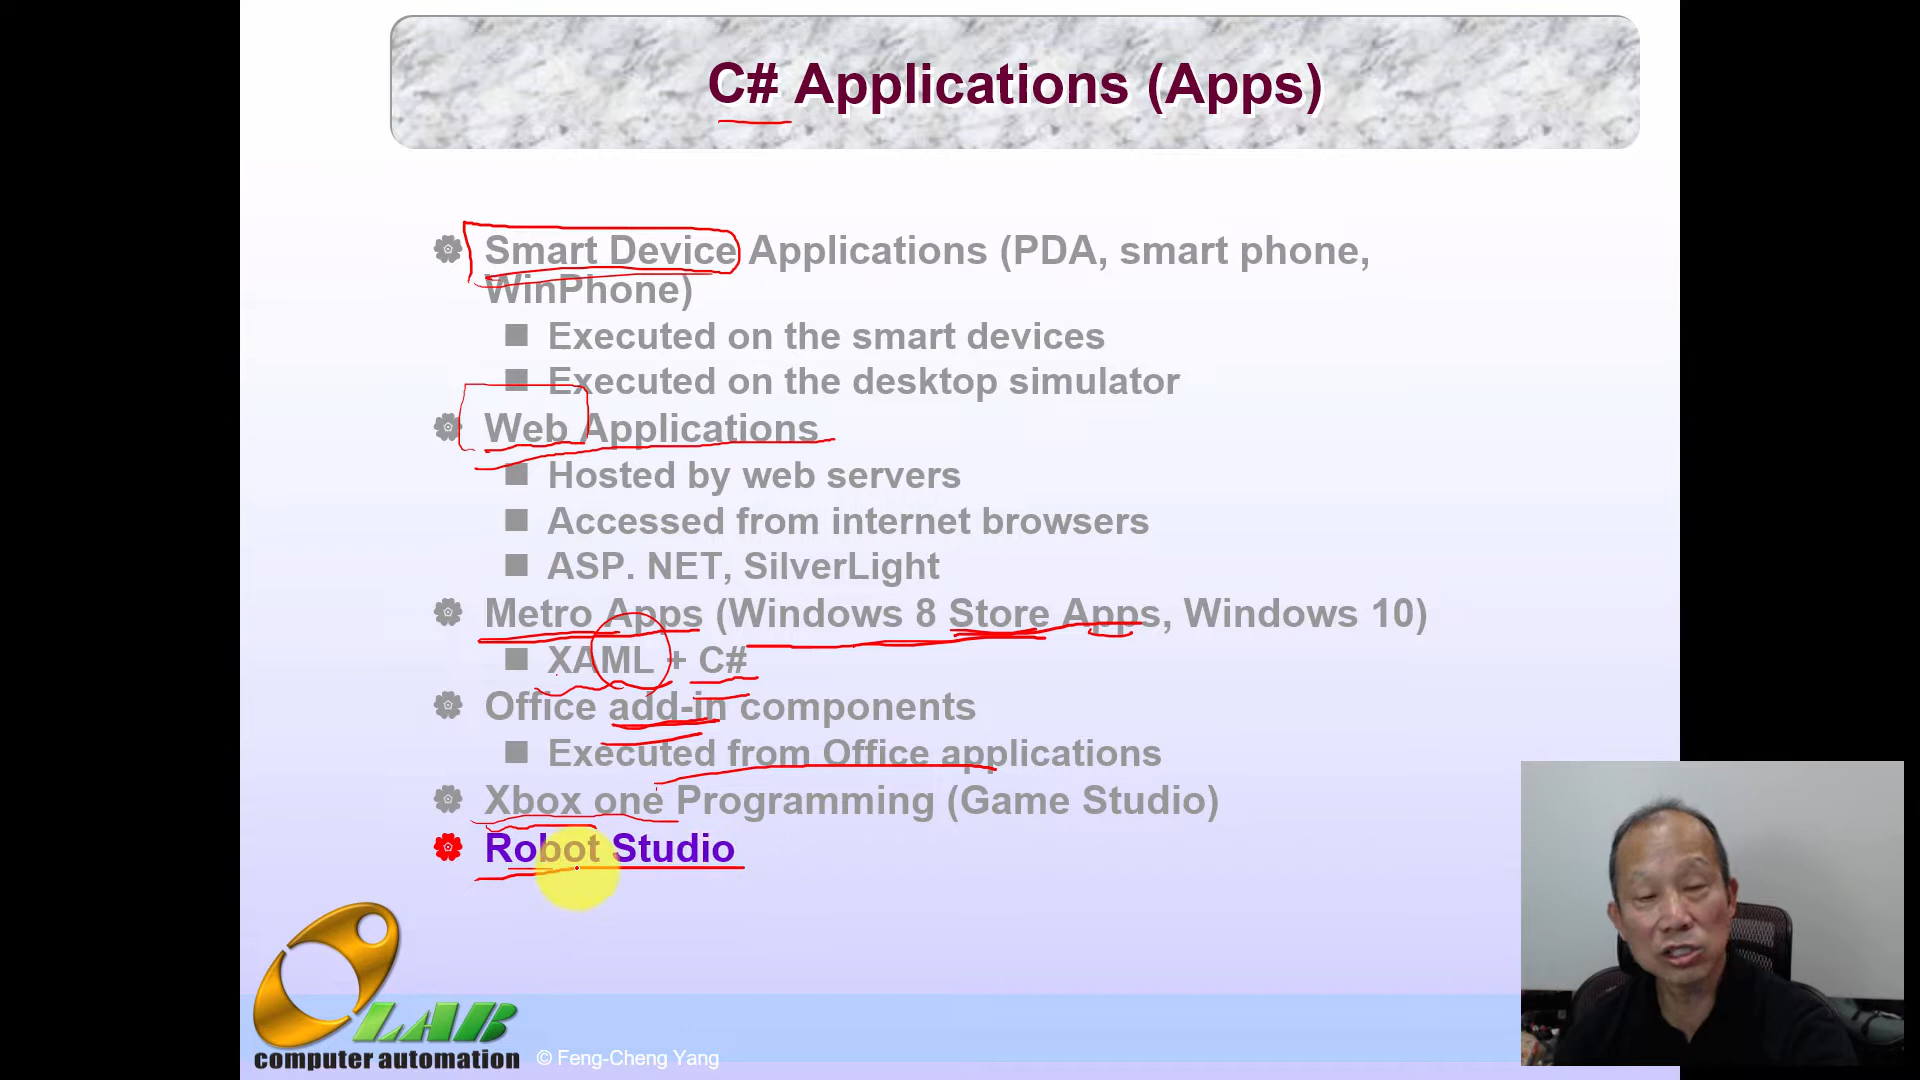 C# Applications (Apps)
Smart Device Applications (PDA, smart phone,
WinPhone)
Executed on the smart devices
Executed on the desktop simulator
Web Applications
Hosted by web servers
Accessed from internet browsers
ASP. NET, SilverLight
Metro Apps (Windows 8 Store Apps, Windows 10)
XAML + C#
Office add-in components
Executed from Office applications
Xbox one Programming (Game Studio)
Robot Studio
LAB
computer automation
© Feng-Cheng Yang